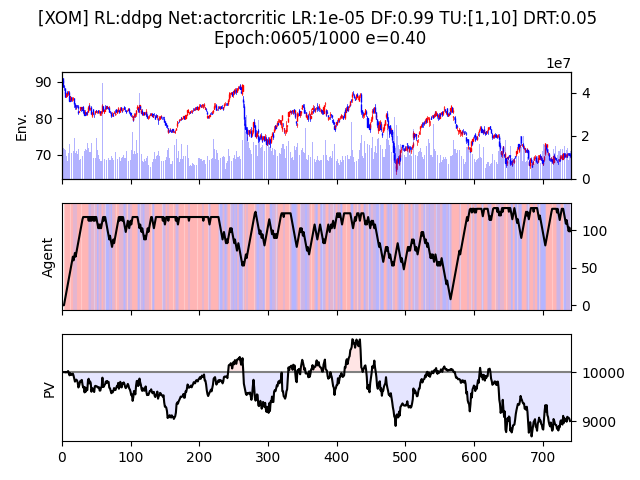 [XOM] RL:ddpg Net:actorcritic LR:1e-05 DF:0.99 TU:[1,10] DRT:0.05
Epoch:0605/1000 e=0.40
1e7
90
80
70
Env.
4
2
0
Agent
100
50
0
PV
10000
9000
0 100 200 300 400 500 600 700